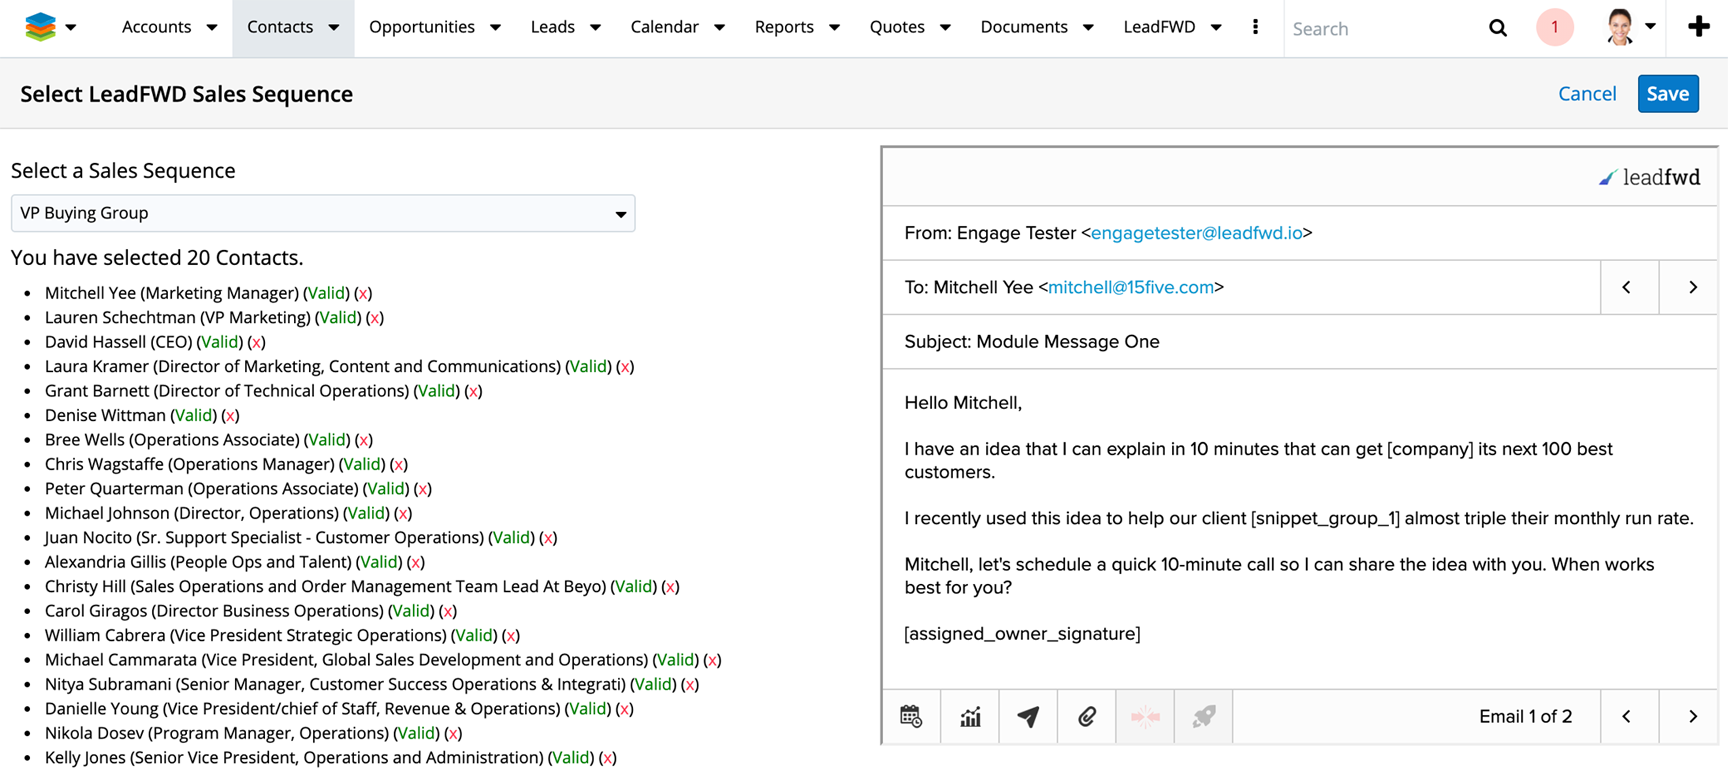 Accounts Contacts Opportunities Leads Calendar Reports Quotes Documents LeadFWD Search 1
Select LeadFWD Sales Sequence
Cancel Save
Select a Sales Sequence
VP Buying Group
You have selected 20 Contacts.
Mitchell Yee (Marketing Manager) (Valid) (x)
Lauren Schechtman (VP Marketing) (Valid) (x)
David Hassell (CEO) (Valid) (x)
Laura Kramer (Director of Marketing, Content and Communications) (Valid) (x)
Grant Barnett (Director of Technical Operations) (Valid) (x)
Denise Wittman (Valid) (x)
Bree Wells (Operations Associate) (Valid) (x)
Chris Wagstaffe (Operations Manager) (Valid) (x)
Peter Quarterman (Operations Associate) (Valid) (x)
Michael Johnson (Director, Operations) (Valid) (x)
Juan Nocito (Sr. Support Specialist - Customer Operations) (Valid) (x)
Alexandria Gillis (People Ops and Talent) (Valid) (x)
Christy Hill (Sales Operations and Order Management Team Lead At Beyo) (Valid) (x)
Carol Giragos (Director Business Operations) (Valid) (x)
William Cabrera (Vice President Strategic Operations) (Valid) (x)
Michael Cammarata (Vice President, Global Sales Development and Operations) (Valid) (x)
Nitya Subramani (Senior Manager, Customer Success Operations & Integrati) (Valid) (x)
Danielle Young (Vice President/chief of Staff, Revenue & Operations) (Valid) (x)
Nikola Dosev (Program Manager, Operations) (Valid) (x)
Kelly Jones (Senior Vice President, Operations and Administration) (Valid) (x)
leadfwd
From: Engage Tester <engagetester@leadfwd.io>
To: Mitchell Yee <mitchell@15five.com>
Subject: Module Message One
Hello Mitchell,
I have an idea that I can explain in 10 minutes that can get [company] its next 100 best
customers.
I recently used this idea to help our client [snippet_group_1] almost triple their monthly run rate.
Mitchell, let's schedule a quick 10-minute call so I can share the idea with you. When works
best for you?
[assigned_owner_signature]
Email 1 of 2